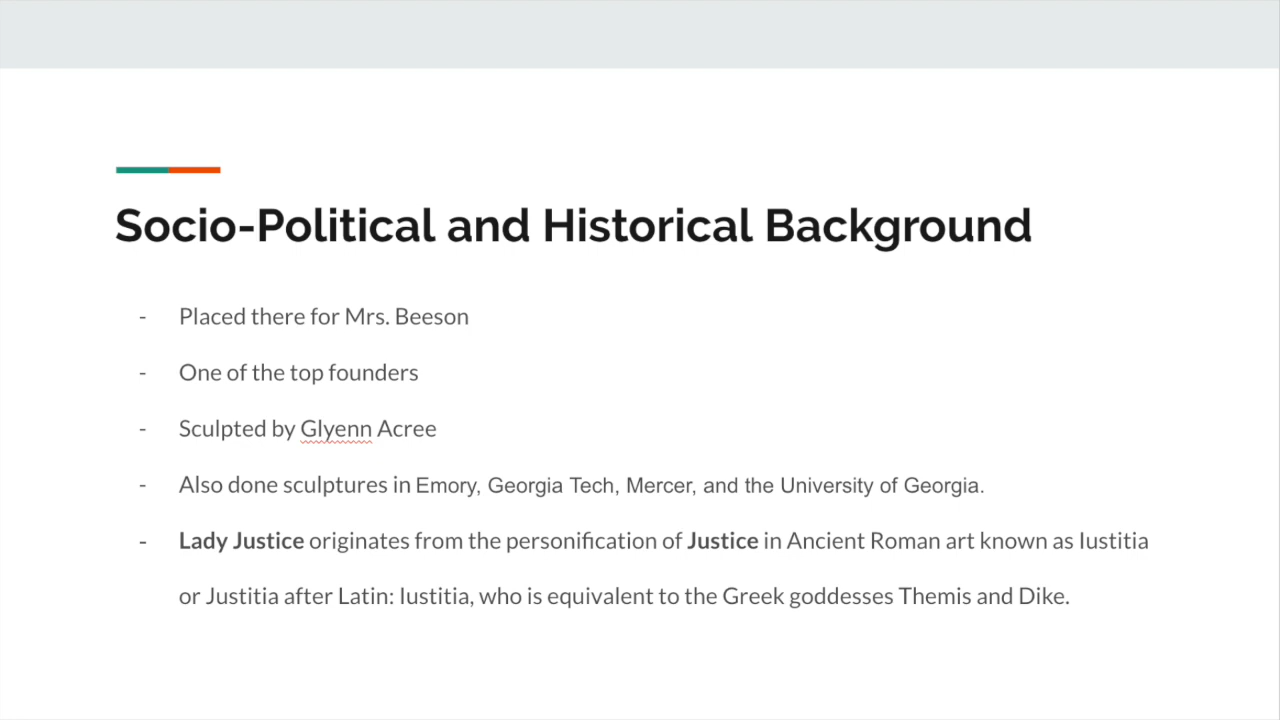 Socio-Political and Historical Background
- Placed there for Mrs. Beeson
- One of the top founders
- Sculpted by Glyenn Acree
- Also done sculptures in Emory, Georgia Tech, Mercer, and the University of Georgia.
- Lady Justice originates from the personification of Justice in Ancient Roman art known as Iustitia
or Justitia after Latin: Iustitia, who is equivalent to the Greek goddesses Themis and Dike.